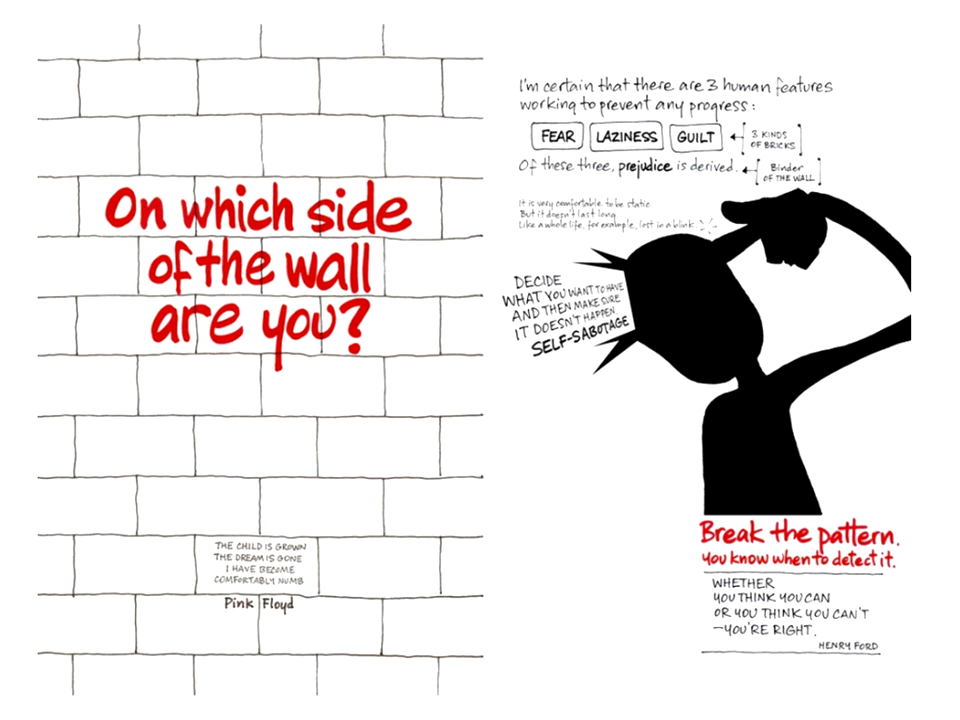 On which side
of the wall
are you?
THE CHILD IS GROWN
THE DREAM IS GONE
I HAVE BECOME
COMFORTABLY NUMB
Pink Floyd
I'm certain that there are 3 human features
working to prevent any progress:
FEAR LAZINESS GUILT
3 KINDS
OF BRICKS
Of these three, prejudice is derived.
Binder
OF THE WALL
It is very comfortable to be static
But it doesn't last long
Like a whole life, for example, lost in a blink.
DECIDE
WHAT YOU WANT TO HAVE
AND THEN MAKE SURE
IT DOESN'T HAPPEN
SELF-SABOTAGE
Break the pattern.
you know when to detect it.
WHETHER
YOU THINK YOU CAN
OR YOU THINK YOU CAN'T
–YOU'RE RIGHT.
HENRY FORD